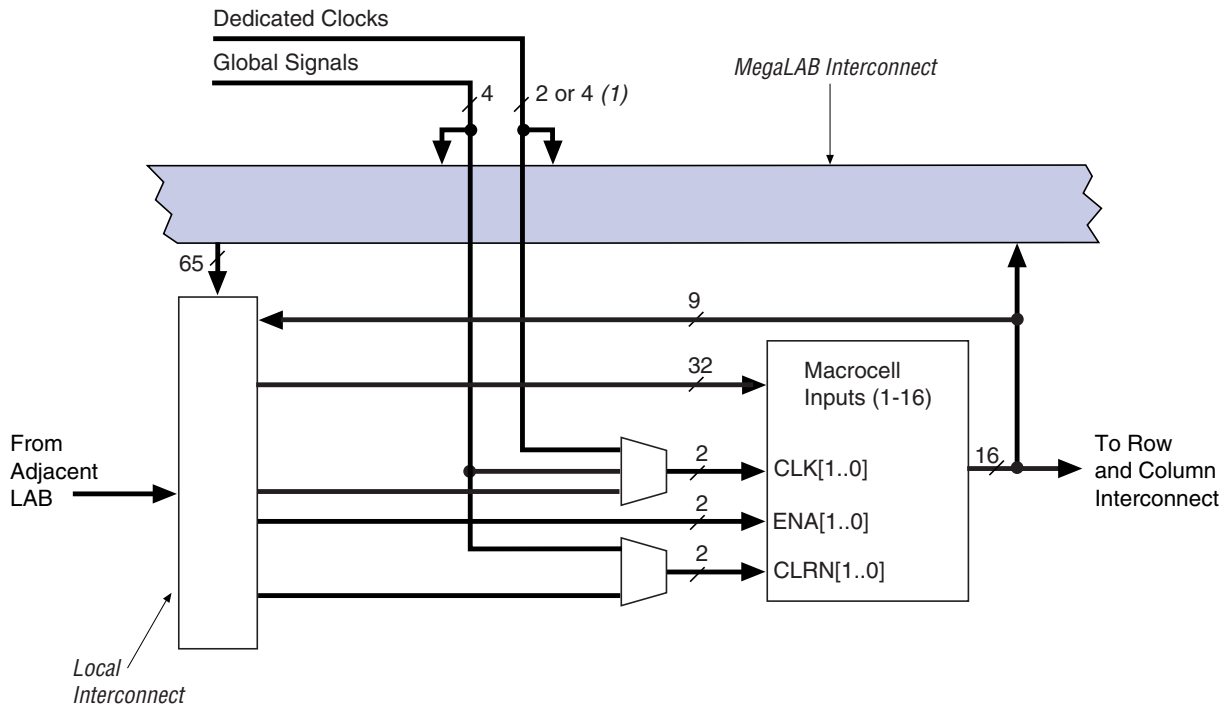 Dedicated Clocks
Global Signals
4
2 or 4 (1)
MegaLAB Interconnect
65
9
32
Macrocell
Inputs (1-16)
From
Adjacent
LAB
2
CLK[1..0]
16
To Row
and Column
Interconnect
2
ENA[1..0]
2
CLRN[1..0]
Local
Interconnect